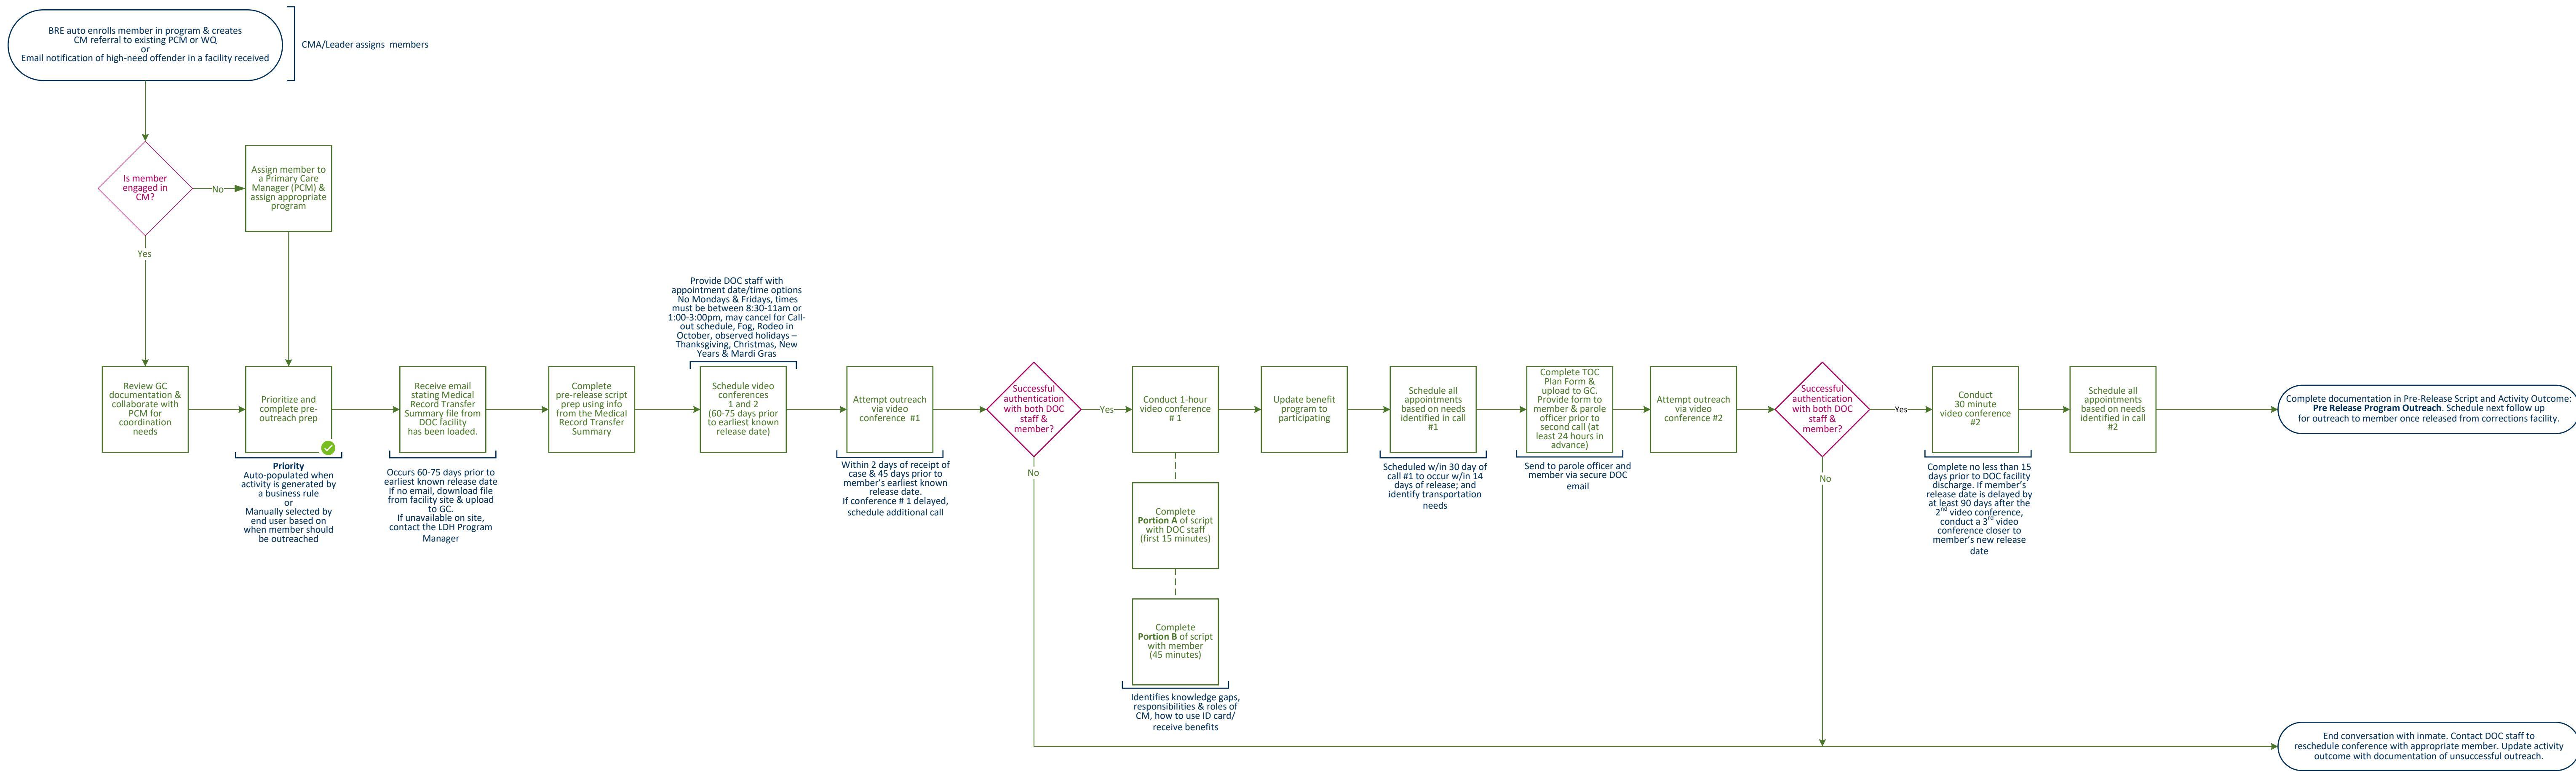 BRE auto enrolls member in program & creates
CM referral to existing PCM or WQ
or
Email notification of high-need offender in a facility received
CMA/Leader assigns  members
Is member
engaged in
CM?
No
Assign member to
a Primary Care
Manager (PCM) &
assign appropriate
program
Yes
Review GC
documentation &
collaborate with
PCM for
coordination
needs
Prioritize and
complete pre-
outreach prep
Priority
Auto-populated when
activity is generated by
a business rule
or
Manually selected by
end user based on
when member should
be outreached
Receive email
stating Medical
Record Transfer
Summary file from
DOC facility
has been loaded.
Occurs 60-75 days prior to
earliest known release date
If no email, download file
from facility site & upload
to GC.
If unavailable on site,
contact the LDH Program
Manager
Complete
pre-release script
prep using info
from the Medical
Record Transfer
Summary
Provide DOC staff with
appointment date/time options
No Mondays & Fridays, times
must be between 8:30-11am or
1:00-3:00pm, may cancel for Call-
out schedule, Fog, Rodeo in
October, observed holidays –
Thanksgiving, Christmas, New
Years & Mardi Gras
Schedule video
conferences
1 and 2
(60-75 days prior
to earliest known
release date)
Attempt outreach
via video
conference  #1
Within 2 days of receipt of
case & 45 days prior to
member's earliest known
release date.
If conference # 1 delayed,
schedule additional call
Successful
authentication
with both DOC
staff &
member?
Yes
No
Conduct 1-hour
video conference
# 1
Complete
Portion A of script
with DOC staff
(first 15 minutes)
Complete
Portion B of script
with member
(45 minutes)
Identifies knowledge gaps,
responsibilities & roles of
CM, how to use ID card/
receive benefits
Update benefit
program to
participating
Schedule all
appointments
based on needs
identified in call
#1
Scheduled w/in 30 day of
call #1 to occur w/in 14
days of release; and
identify transportation
needs
Complete TOC
Plan Form &
upload to GC.
Provide form to
member & parole
officer prior to
second call (at
least 24 hours in
advance)
Send to parole officer and
member via secure DOC
email
Attempt outreach
via video
conference #2
Successful
authentication
with both DOC
staff &
member?
Yes
No
Conduct
30 minute
video conference
#2
Complete no less than 15
days prior to DOC facility
discharge. If member's
release date is delayed by
at least 90 days after the
2nd video conference,
conduct a 3rd video
conference closer to
member's new release
date
Schedule all
appointments
based on needs
identified in call
#2
Complete documentation in Pre-Release Script and Activity Outcome:
Pre Release Program Outreach. Schedule next follow up
for outreach to member once released from corrections facility.
End conversation with inmate. Contact DOC staff to
reschedule conference with appropriate member. Update activity
outcome with documentation of unsuccessful outreach.